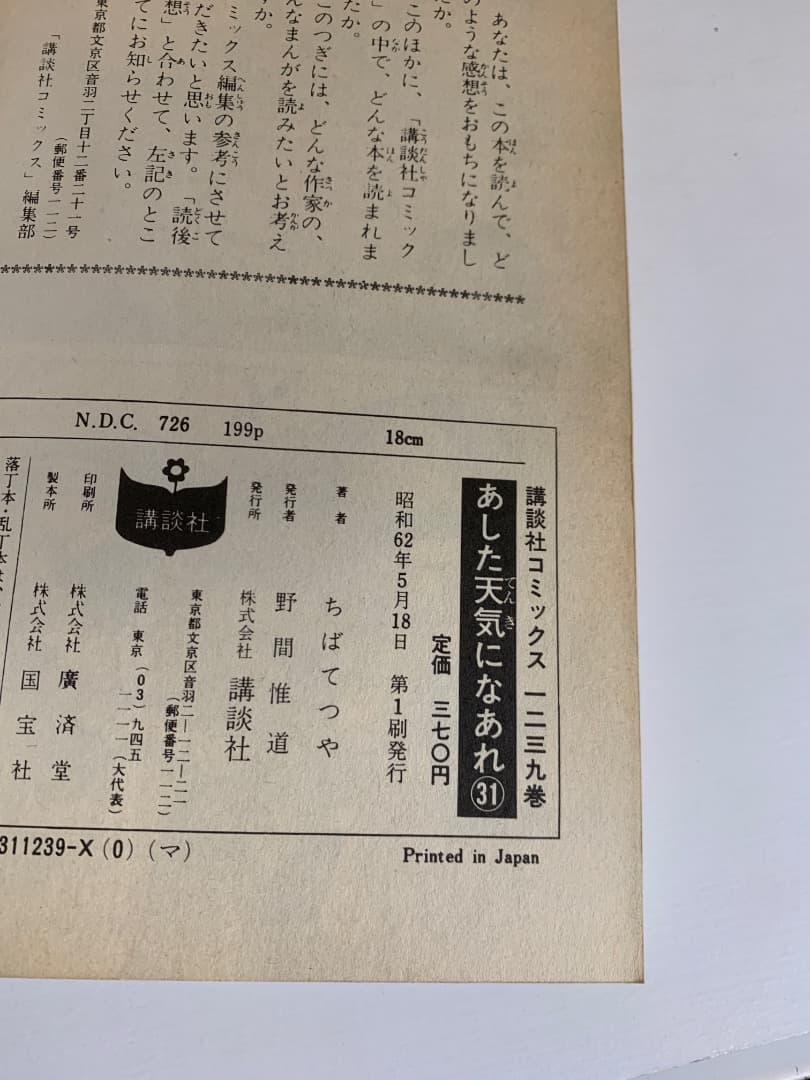 あなたは、この本を読んで、ど
のような感想をおもちになりまし
か。
このほかに、「講談社コミック
」の中で、どんな本を読まれま
たか。
このつぎには、どんな作家の、
んなまんがを読みたいとお考え
すか。
ミックス編集の参考にさせて
だきたいと思います。「読後
想」と合わせて、左記のとこ
てにお知らせください。
東京都文京区音羽二丁目十二番二十一号
(郵便番号一一二)
「講談社コミックス」編集部
N.D.C. 726 199p 18cm
講談社コミックス 一二三九巻
あした天気になあれ㉛
定価 三七〇円
昭和62年5月18日 第1刷発行
著者 ちばてつや
発行者 野間惟道
発行所 株式会社 講談社
東京都文京区音羽二―一二―二一
(郵便番号一一二)
電話 東京(03)九四五
一一一一(大代表)
講談社
印刷所 株式会社 廣済堂
製本所 株式会社 国宝社
落丁本・乱丁本は、
311239-X(0)(マ)
Printed in Japan